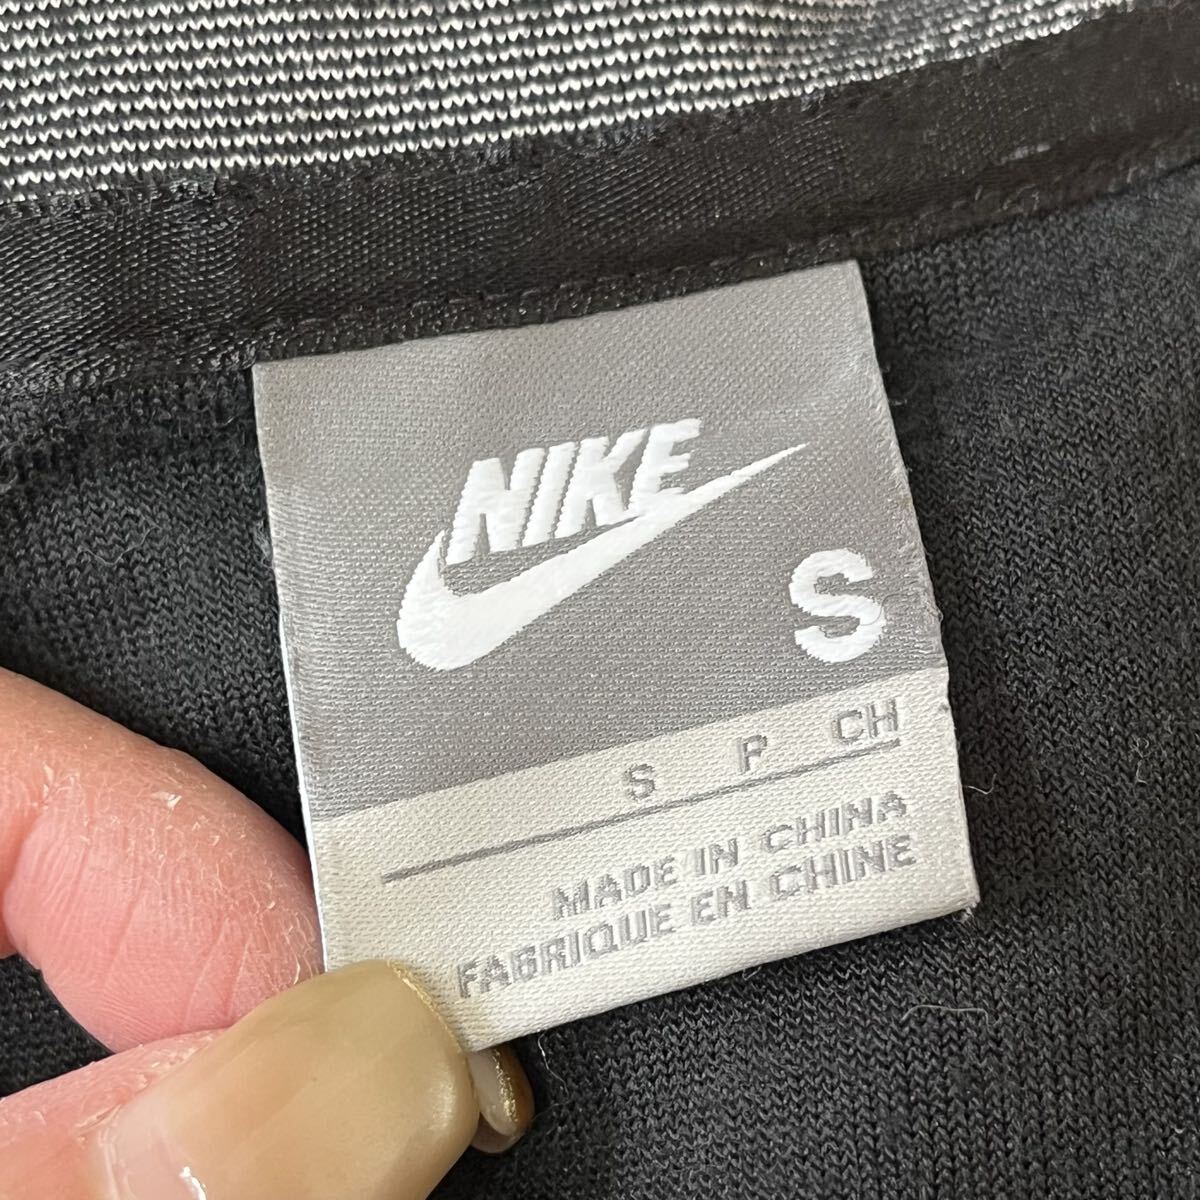 NIKE
S
S P CH
MADE IN CHINA
FABRIQUE EN CHINE